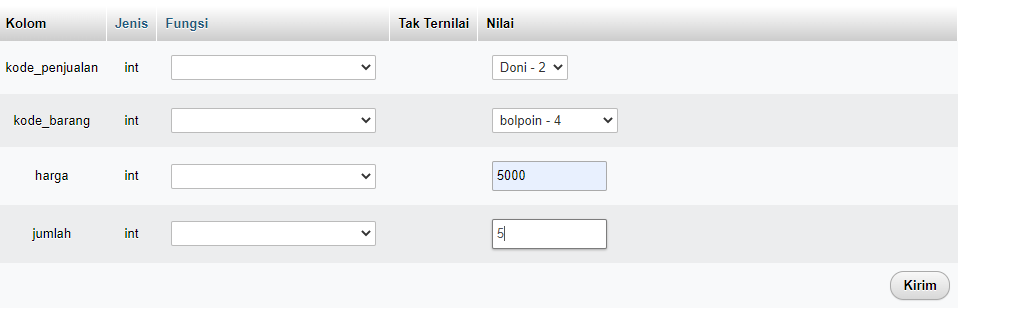 Kolom Jenis Fungsi Tak Ternilai Nilai
kode_penjualan int Doni - 2
kode_barang int bolpoin - 4
harga int 5000
jumlah int 5
Kirim